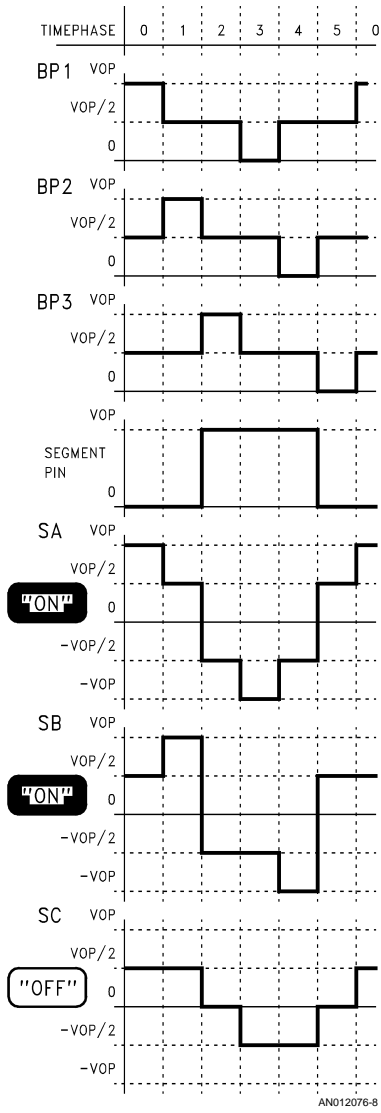 TIMEPHASE 0 1 2 3 4 5 0
BP1 VOP
VOP/2
0
BP2 VOP
VOP/2
0
BP3 VOP
VOP/2
0
VOP
SEGMENT
PIN
0
SA VOP
VOP/2
"ON" 0
-VOP/2
-VOP
SB VOP
VOP/2
"ON" 0
-VOP/2
-VOP
SC VOP
VOP/2
"OFF" 0
-VOP/2
-VOP
AN012076-8